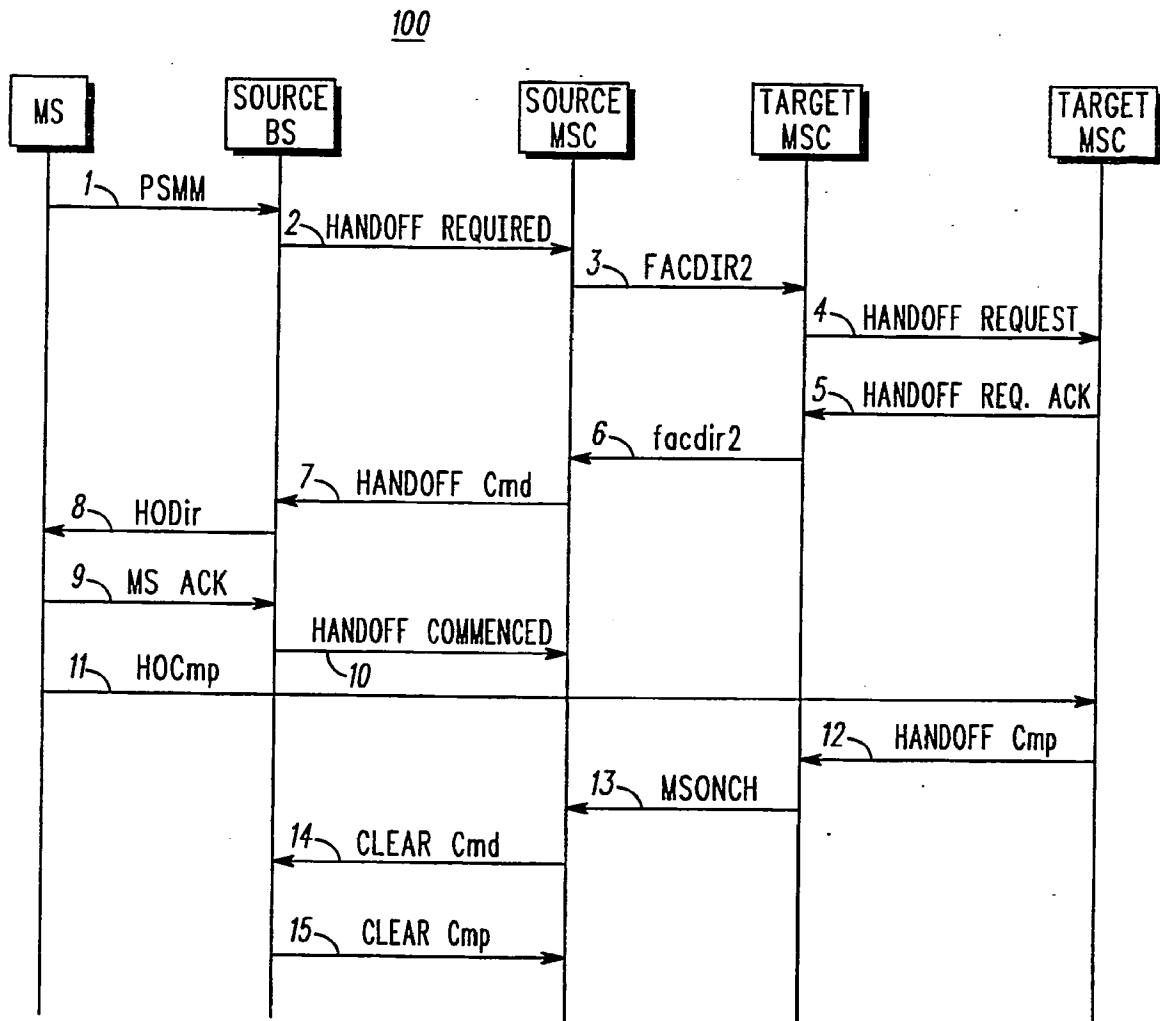 100
MS
SOURCE
BS
SOURCE
MSC
TARGET
MSC
TARGET
MSC
1 PSMM
2 HANDOFF REQUIRED
3 FACDIR2
4 HANDOFF REQUEST
5 HANDOFF REQ. ACK
6 facdir2
7 HANDOFF Cmd
8 HODir
9 MS ACK
HANDOFF COMMENCED
10
11 HOCmp
12 HANDOFF Cmp
13 MSONCH
14 CLEAR Cmd
15 CLEAR Cmp